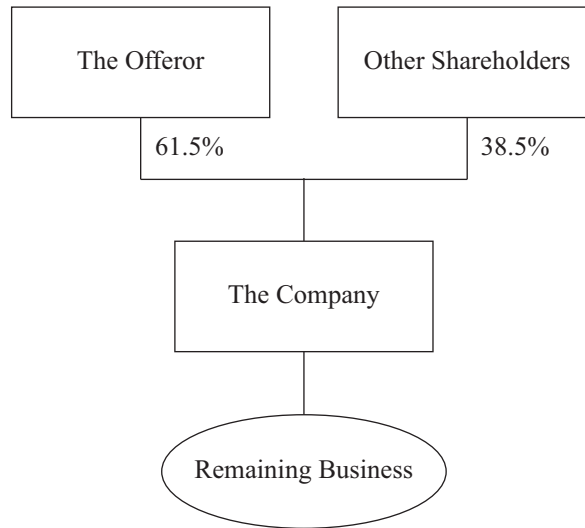 The Offeror
Other Shareholders
61.5%
38.5%
The Company
Remaining Business